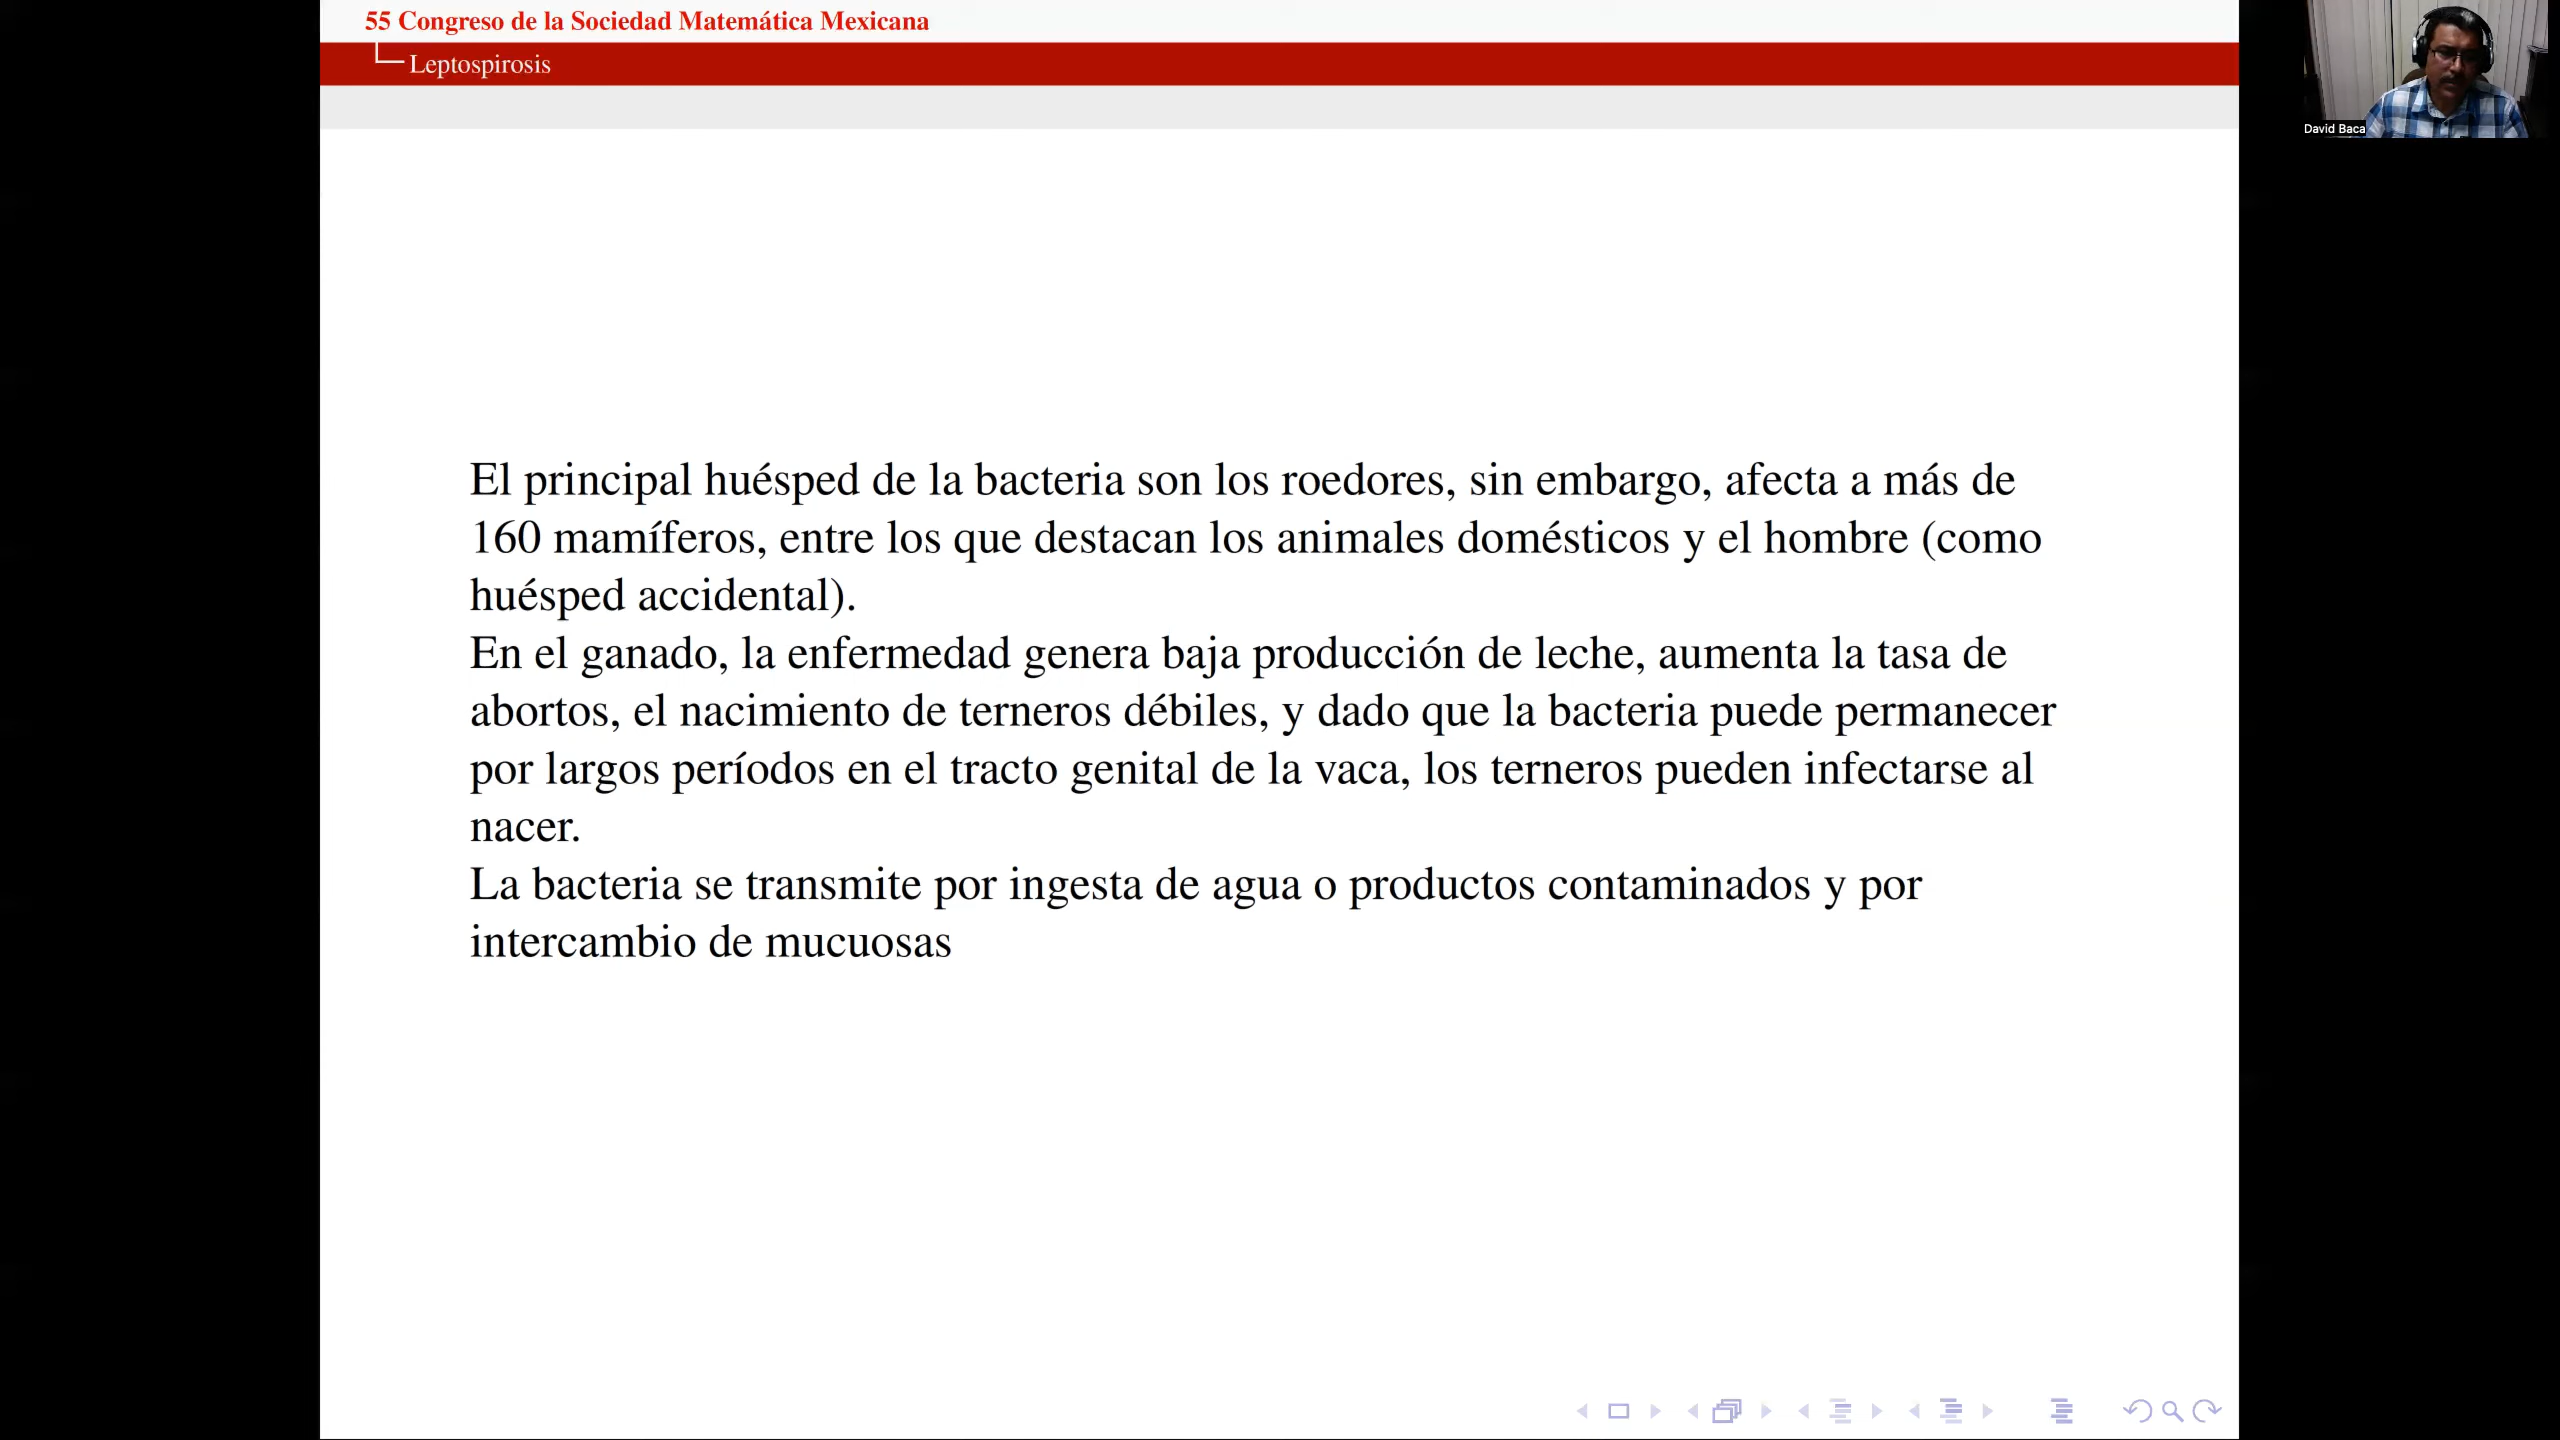 55 Congreso de la Sociedad Matemática Mexicana
Leptospirosis
David Baca
El principal huésped de la bacteria son los roedores, sin embargo, afecta a más de
160 mamíferos, entre los que destacan los animales domésticos y el hombre (como
huésped accidental).
En el ganado, la enfermedad genera baja producción de leche, aumenta la tasa de
abortos, el nacimiento de terneros débiles, y dado que la bacteria puede permanecer
por largos períodos en el tracto genital de la vaca, los terneros pueden infectarse al
nacer.
La bacteria se transmite por ingesta de agua o productos contaminados y por
intercambio de mucuosas